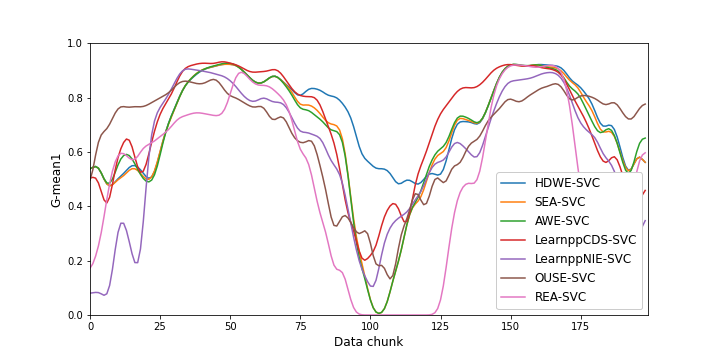 1.0
0.8
0.6
0.4
0.2
0.0
G-mean1
0 25 50 75 100 125 150 175
Data chunk
HDWE-SVC
SEA-SVC
AWE-SVC
LearnppCDS-SVC
LearnppNIE-SVC
OUSE-SVC
REA-SVC